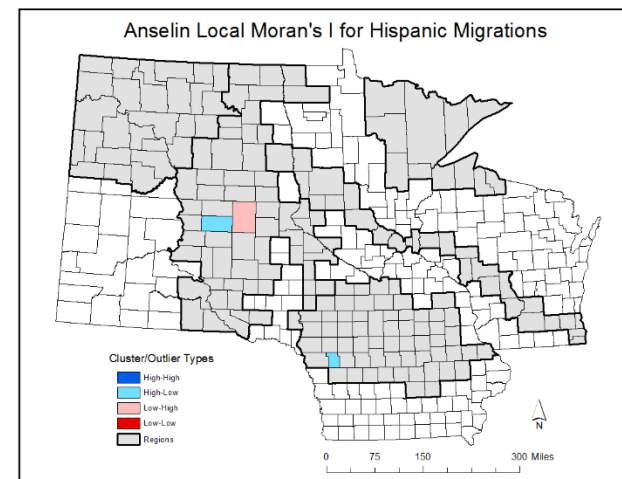 Anselin Local Moran's I for Hispanic Migrations
Cluster/Outlier Types
High-High
High-Low
Low-High
Low-Low
Regions
N
0 75 150 300 Miles